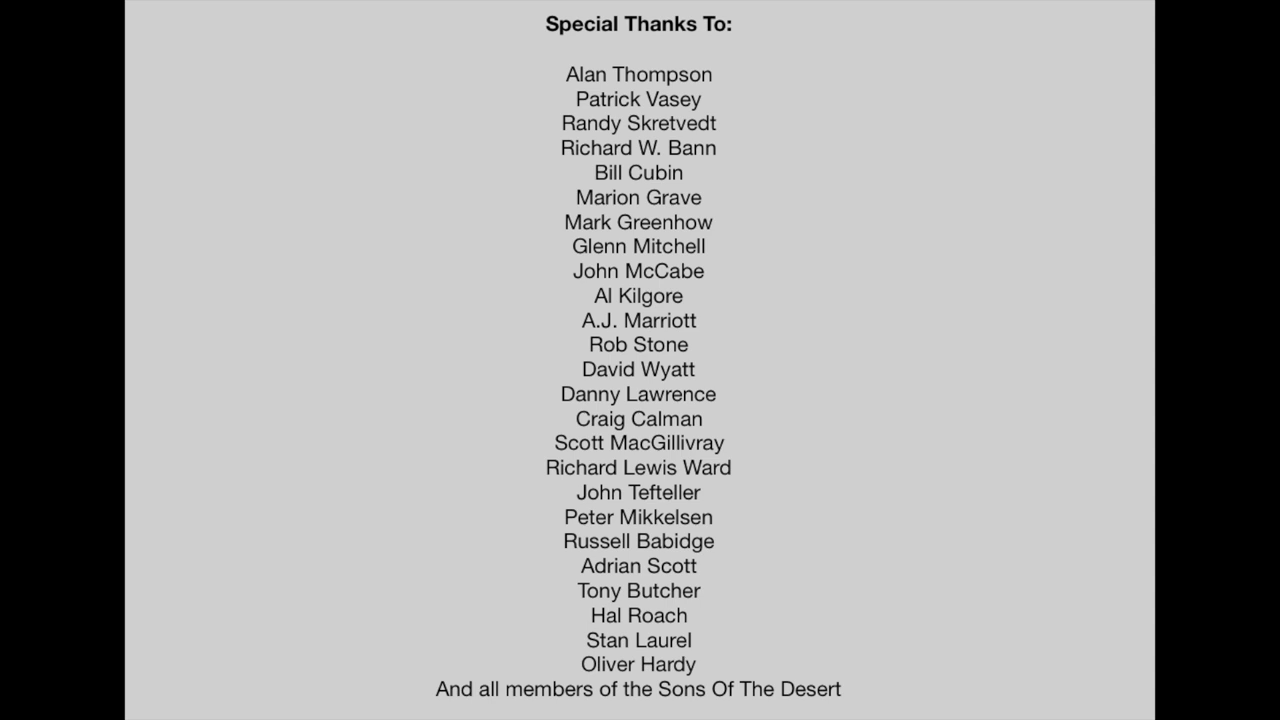 Special Thanks To:
Alan Thompson
Patrick Vasey
Randy Skretvedt
Richard W. Bann
Bill Cubin
Marion Grave
Mark Greenhow
Glenn Mitchell
John McCabe
Al Kilgore
A.J. Marriott
Rob Stone
David Wyatt
Danny Lawrence
Craig Calman
Scott MacGillivray
Richard Lewis Ward
John Tefteller
Peter Mikkelsen
Russell Babidge
Adrian Scott
Tony Butcher
Hal Roach
Stan Laurel
Oliver Hardy
And all members of the Sons Of The Desert